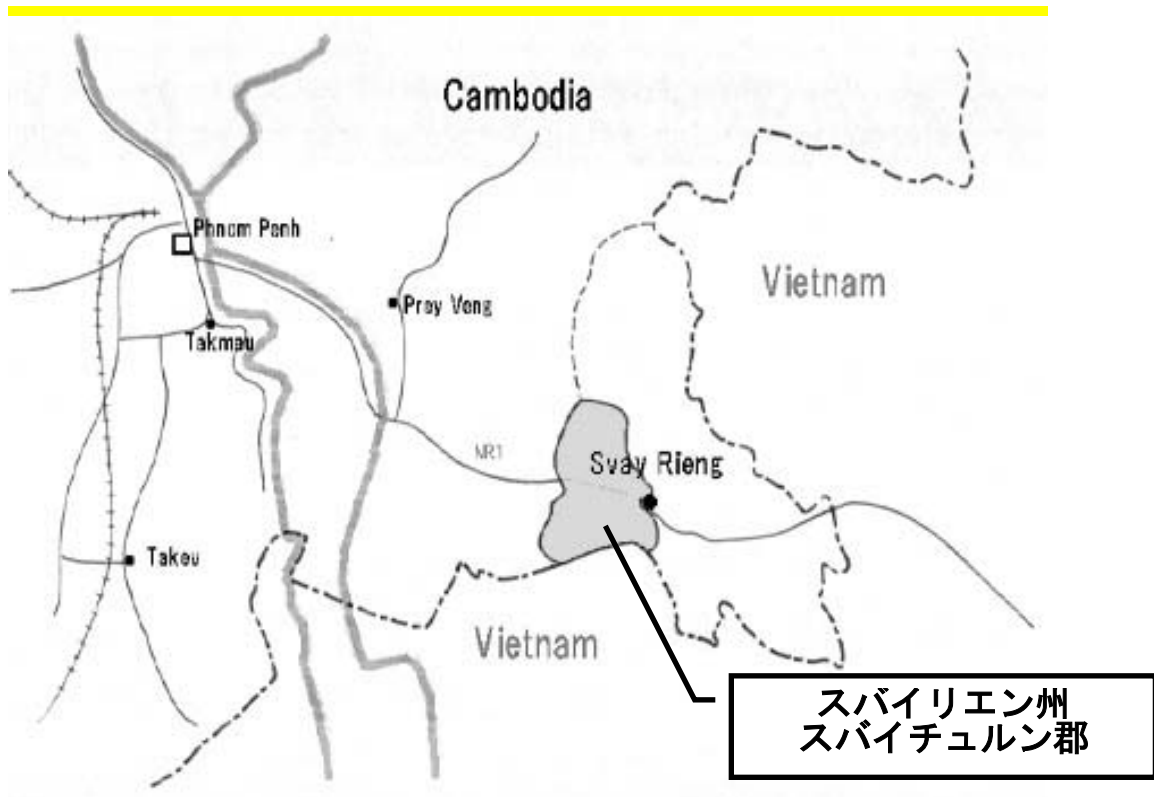 Cambodia
Phnom Penh
Vietnam
Prey Veng
Takmau
NR1
Svay Rieng
Takeu
Vietnam
スバイリエン州
スバイチュルン郡